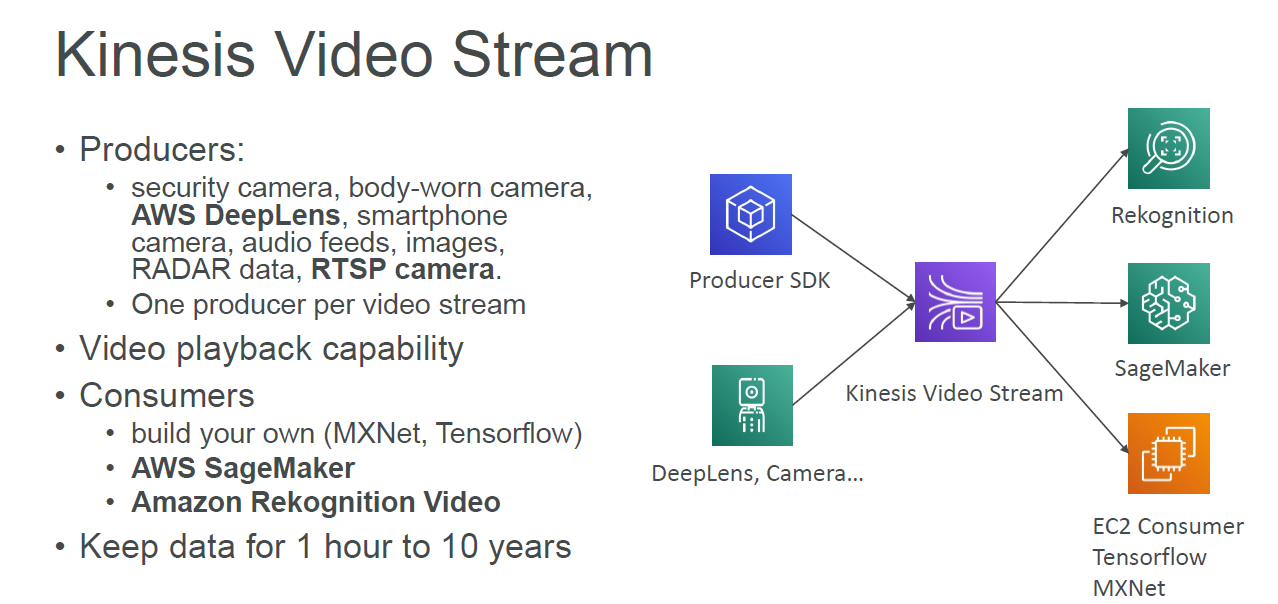 Kinesis Video Stream
• Producers:
• security camera, body-worn camera,
AWS DeepLens, smartphone
camera, audio feeds, images,
RADAR data, RTSP camera.
• One producer per video stream
• Video playback capability
• Consumers
• build your own (MXNet, Tensorflow)
• AWS SageMaker
• Amazon Rekognition Video
• Keep data for 1 hour to 10 years
Producer SDK
DeepLens, Camera...
Kinesis Video Stream
Rekognition
SageMaker
EC2 Consumer
Tensorflow
MXNet